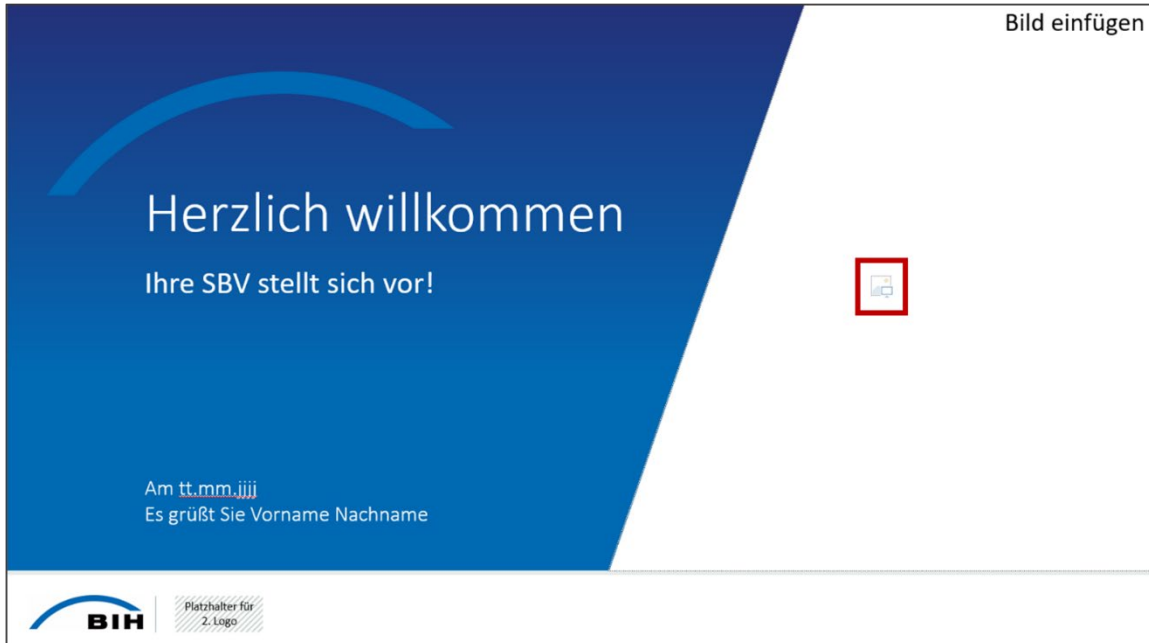 Bild einfügen
Herzlich willkommen
Ihre SBV stellt sich vor!
Am tt.mm.jjjj
Es grüßt Sie Vorname Nachname
BIH
Platzhalter für
2. Logo